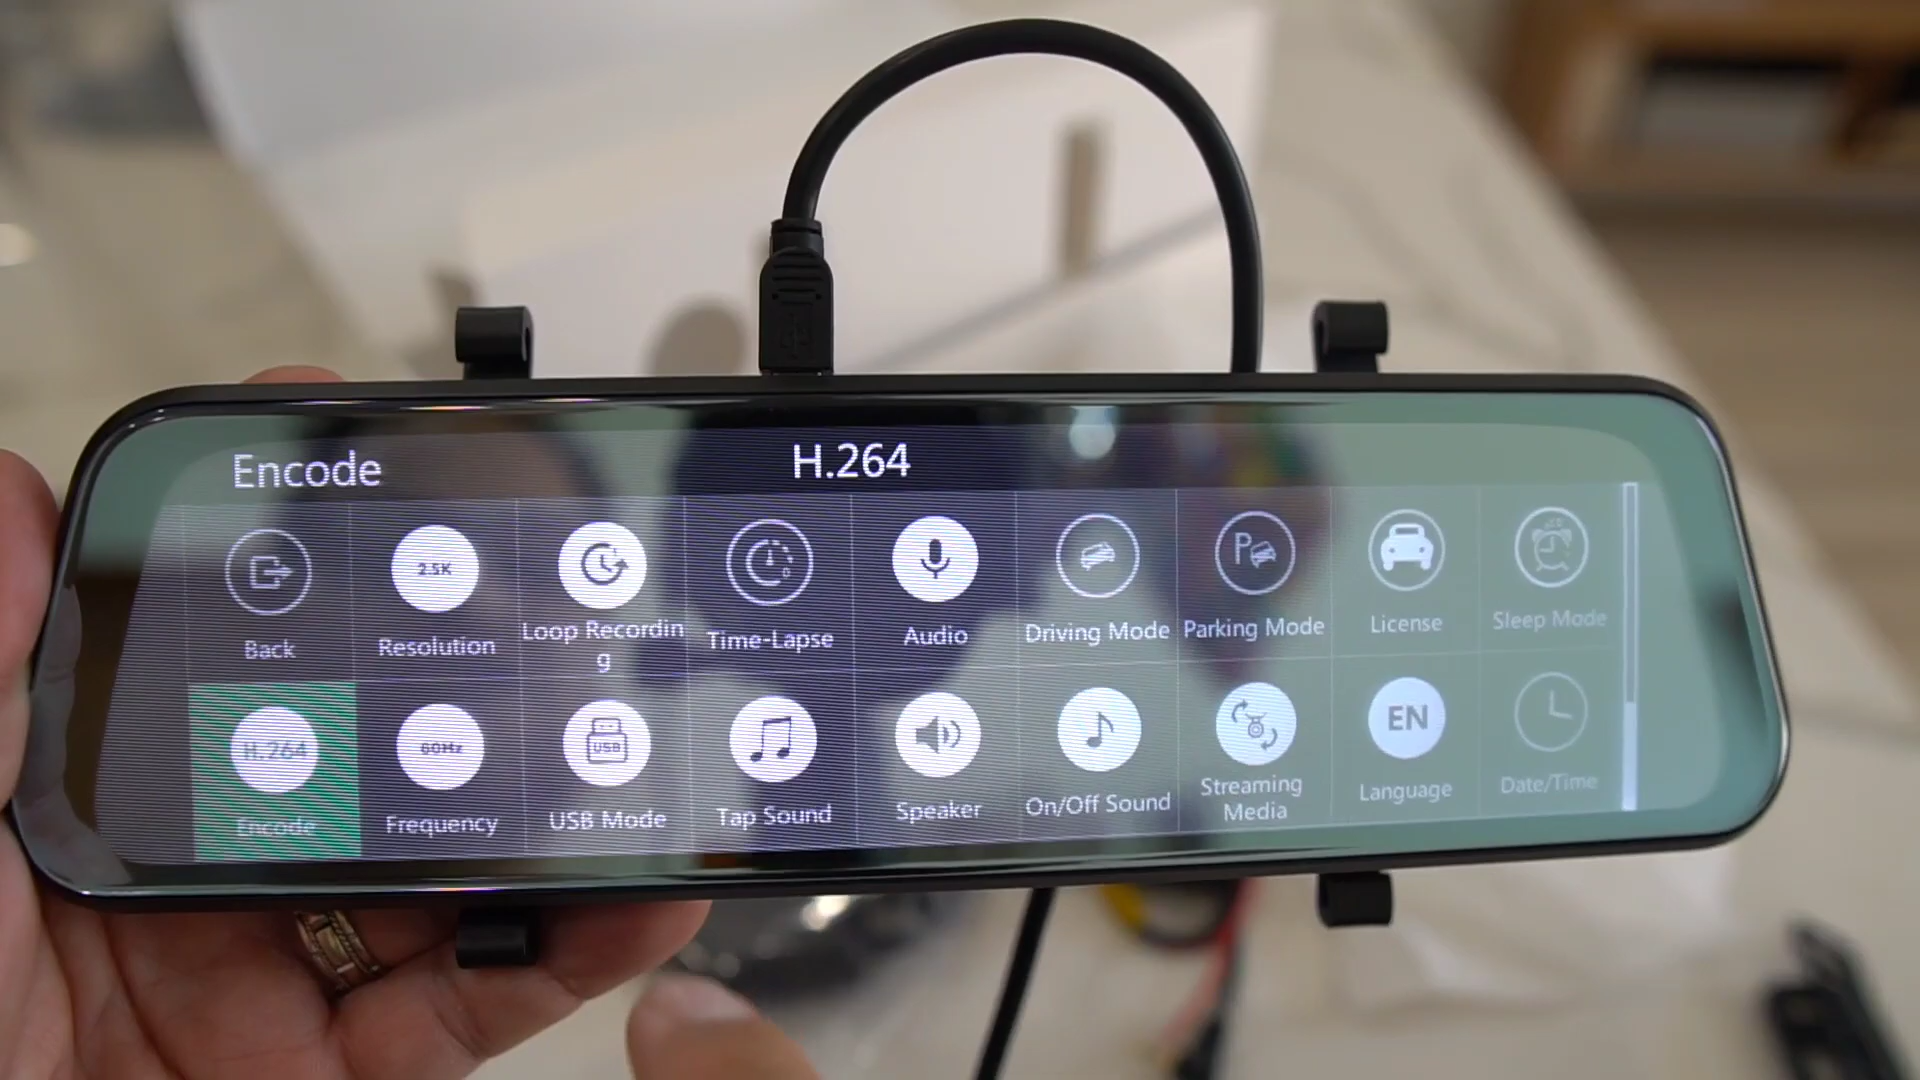 Encode
H.264
2.5K
Back
Resolution
Loop Recordin
g
Time-Lapse
Audio
Driving Mode
P
Parking Mode
License
Sleep Mode
H.264
60Hz
USB
EN
Encode
Frequency
USB Mode
Tap Sound
Speaker
On/Off Sound
Streaming
Media
Language
Date/Time